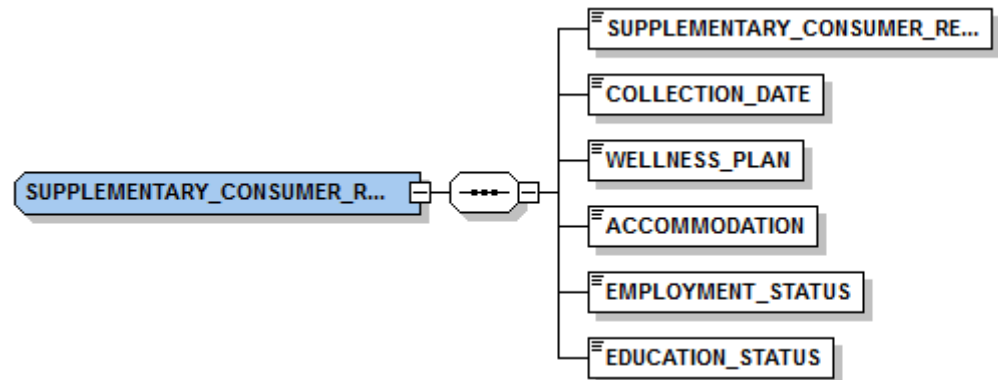 SUPPLEMENTARY_CONSUMER_RE...
COLLECTION_DATE
WELLNESS_PLAN
SUPPLEMENTARY_CONSUMER_R...
ACCOMMODATION
EMPLOYMENT_STATUS
EDUCATION_STATUS